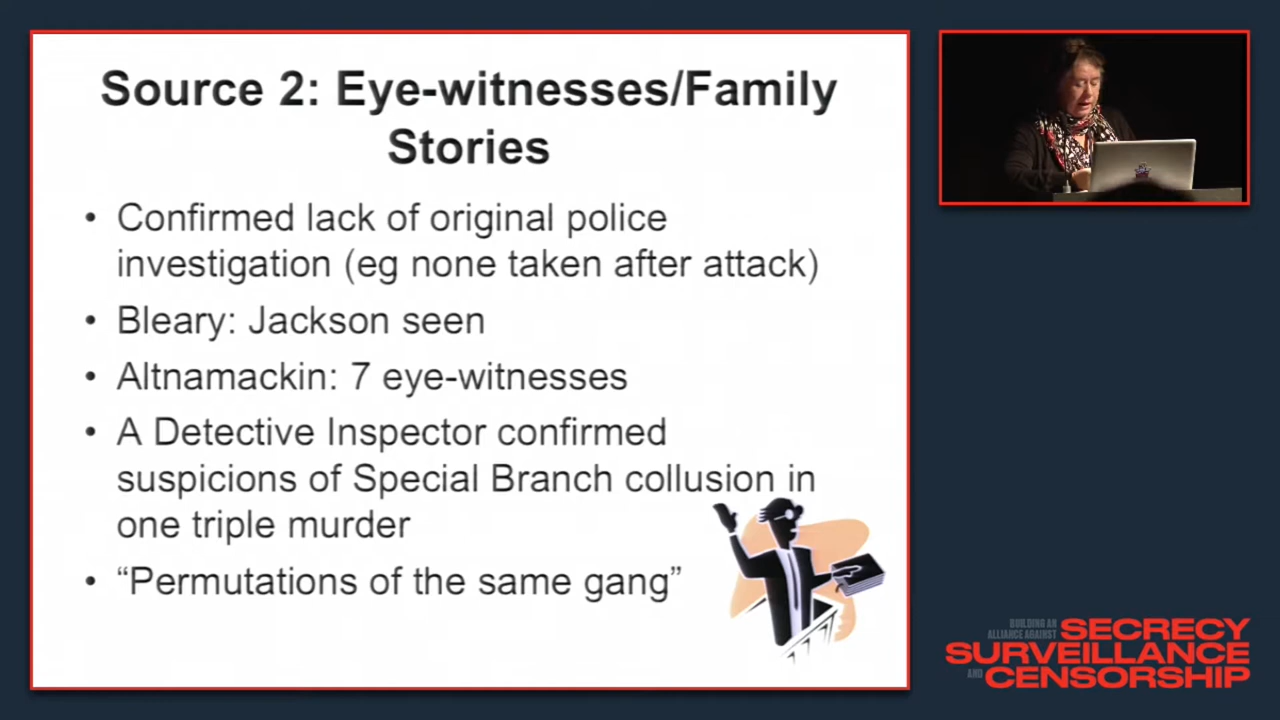 Source 2: Eye-witnesses/Family
Stories
• Confirmed lack of original police
investigation (eg none taken after attack)
• Bleary: Jackson seen
• Altnamackin: 7 eye-witnesses
• A Detective Inspector confirmed
suspicions of Special Branch collusion in
one triple murder
• “Permutations of the same gang”
BUILDING AN
ALLIANCE AGAINST
SECRECY
SURVEILLANCE
AND CENSORSHIP